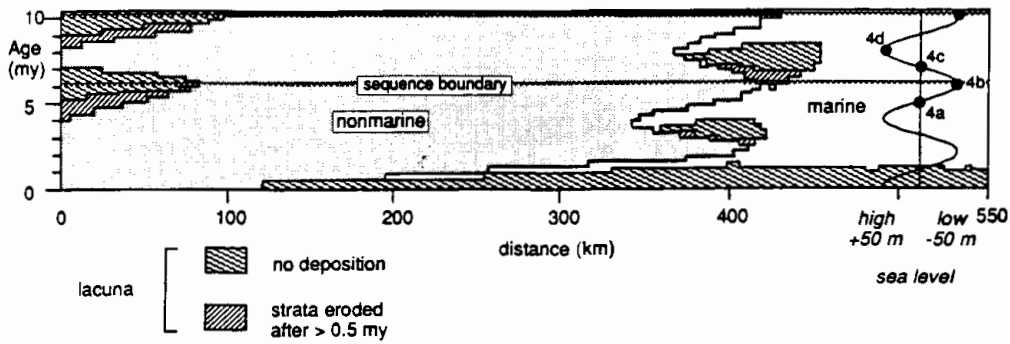 10
Age
(my)
5
0
sequence boundary
nonmarine
marine
4d
4c
4b
4a
0
100
200
300
400
550
distance (km)
high
+50 m
low
-50 m
sea level
lacuna
no deposition
strata eroded
after > 0.5 my